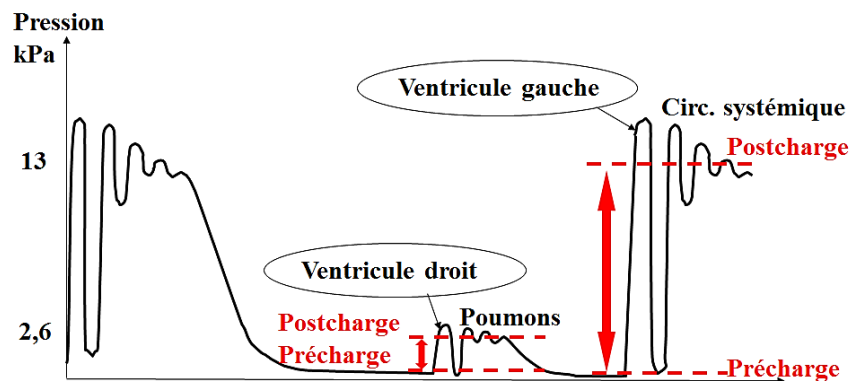 Pression
kPa
Ventricule gauche
Circ. systémique
Postcharge
13
Ventricule droit
Postcharge
Poumons
2,6
Précharge
Précharge